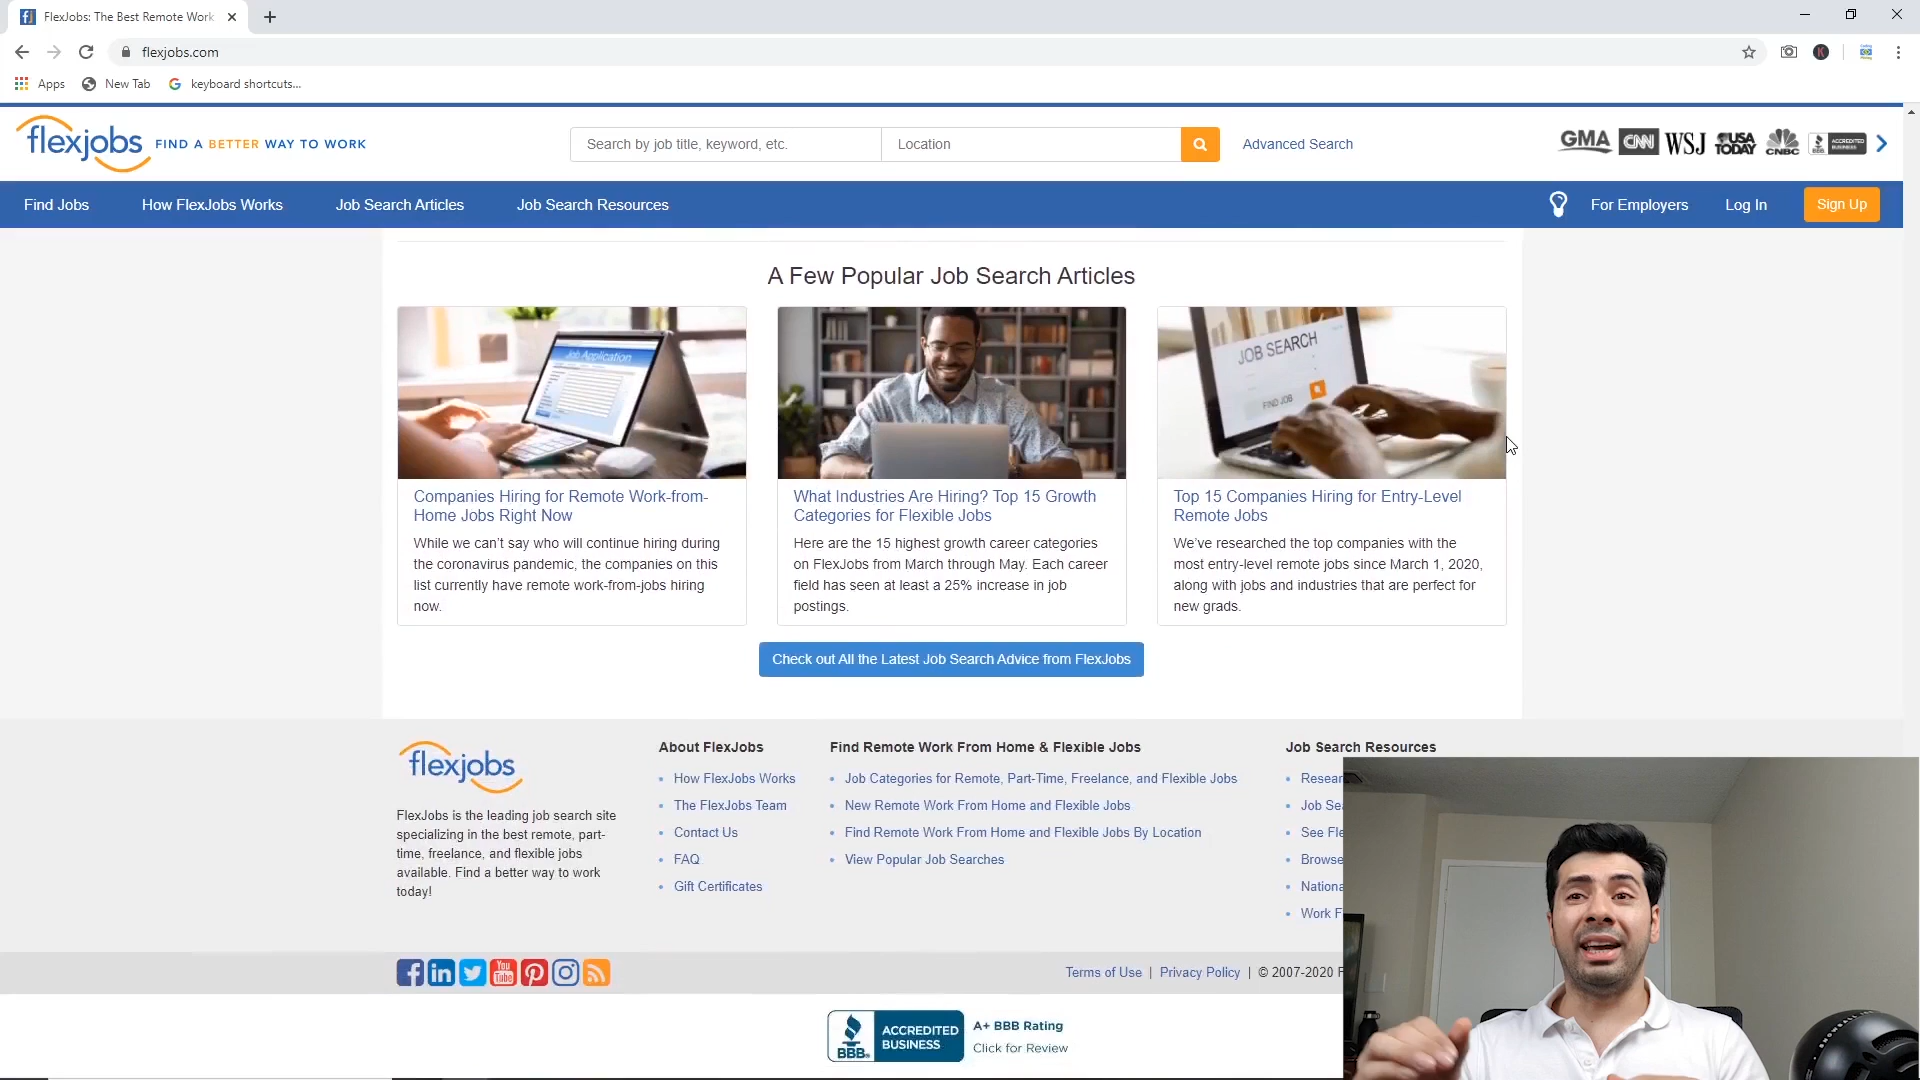 FlexJobs: The Best Remote Work
flexjobs.com
Apps
New Tab
keyboard shortcuts...
flexjobs
FIND A BETTER WAY TO WORK
Search by job title, keyword, etc.
Location
Advanced Search
GMA
CNN
WSJ
USA TODAY
CNBC
BBB
ACCREDITED BUSINESS
Find Jobs
How FlexJobs Works
Job Search Articles
Job Search Resources
For Employers
Log In
Sign Up
A Few Popular Job Search Articles
Job Application
JOB SEARCH
FIND JOB
Companies Hiring for Remote Work-from-
Home Jobs Right Now
While we can't say who will continue hiring during
the coronavirus pandemic, the companies on this
list currently have remote work-from-jobs hiring
now.
What Industries Are Hiring? Top 15 Growth
Categories for Flexible Jobs
Here are the 15 highest growth career categories
on FlexJobs from March through May. Each career
field has seen at least a 25% increase in job
postings.
Top 15 Companies Hiring for Entry-Level
Remote Jobs
We've researched the top companies with the
most entry-level remote jobs since March 1, 2020,
along with jobs and industries that are perfect for
new grads.
Check out All the Latest Job Search Advice from FlexJobs
flexjobs
FlexJobs is the leading job search site
specializing in the best remote, part-
time, freelance, and flexible jobs
available. Find a better way to work
today!
About FlexJobs
How FlexJobs Works
The FlexJobs Team
Contact Us
FAQ
Gift Certificates
Find Remote Work From Home & Flexible Jobs
Job Categories for Remote, Part-Time, Freelance, and Flexible Jobs
New Remote Work From Home and Flexible Jobs
Find Remote Work From Home and Flexible Jobs By Location
View Popular Job Searches
Job Search Resources
Resear
Job Se
See Fle
Browse
Nationa
Work F
You Tube
Terms of Use | Privacy Policy | © 2007-2020 F
BBB.
ACCREDITED
BUSINESS
A+ BBB Rating
Click for Review